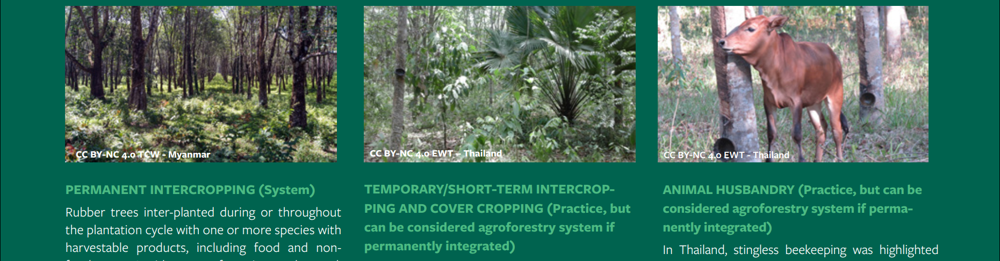 CC BY-NC 4.0 TCW - Myanmar
CC BY-NC 4.0 EWT – Thailand
CC BY-NC 4.0 EWT - Thailand
PERMANENT INTERCROPPING (System)
Rubber trees inter-planted during or throughout
the plantation cycle with one or more species with
harvestable products, including food and non-
TEMPORARY/SHORT-TERM INTERCROP-
PING AND COVER CROPPING (Practice, but
can be considered agroforestry system if
permanently integrated)
ANIMAL HUSBANDRY (Practice, but can be
considered agroforestry system if perma-
nently integrated)
In Thailand, stingless beekeeping was highlighted